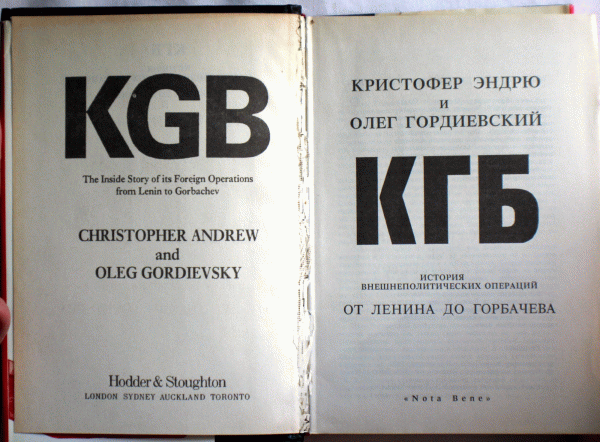 KGB
The Inside Story of its Foreign Operations
from Lenin to Gorbachev
CHRISTOPHER ANDREW
and
OLEG GORDIEVSKY
Hodder & Stoughton
LONDON SYDNEY AUCKLAND TORONTO
КРИСТОФЕР ЭНДРЮ
И
ОЛЕГ ГОРДИЕВСКИЙ
КГБ
ИСТОРИЯ
ВНЕШНЕПОЛИТИЧЕСКИХ ОПЕРАЦИЙ
ОТ ЛЕНИНА ДО ГОРБАЧЕВА
«Nota Bene»